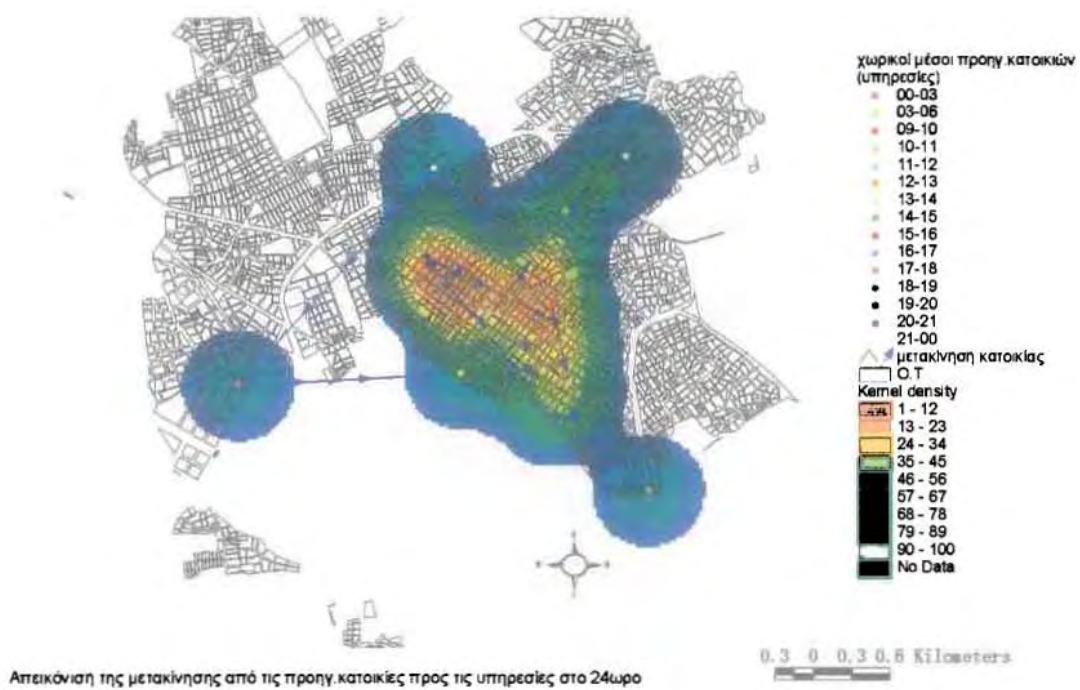 χωρικοί μέσοι προηγ.κατοικιών
(υπηρεσίες)
00-03
03-06
09-10
10-11
11-12
12-13
13-14
14-15
15-16
16-17
17-18
18-19
19-20
20-21
21-00
μετακίνηση κατοικίας
Ο.Τ
Kernel density
1 - 12
13 - 23
24 - 34
35 - 45
46 - 56
57 - 67
68 - 78
79 - 89
90 - 100
No Data
0.3 0 0.3 0.6 Kilometers
Απεικόνιση της μετακίνησης από τις προηγ.κατοικίες προς τις υπηρεσίες στο 24ωρο